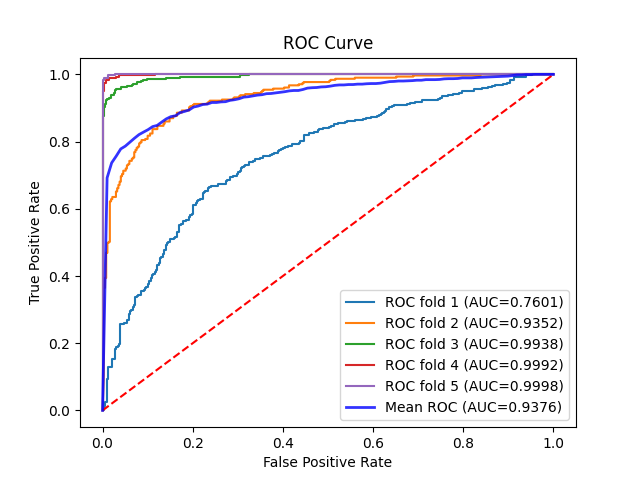 ROC Curve
True Positive Rate
1.0
0.8
0.6
0.4
0.2
0.0
ROC fold 1 (AUC=0.7601)
ROC fold 2 (AUC=0.9352)
ROC fold 3 (AUC=0.9938)
ROC fold 4 (AUC=0.9992)
ROC fold 5 (AUC=0.9998)
Mean ROC (AUC=0.9376)
0.0 0.2 0.4 0.6 0.8 1.0
False Positive Rate